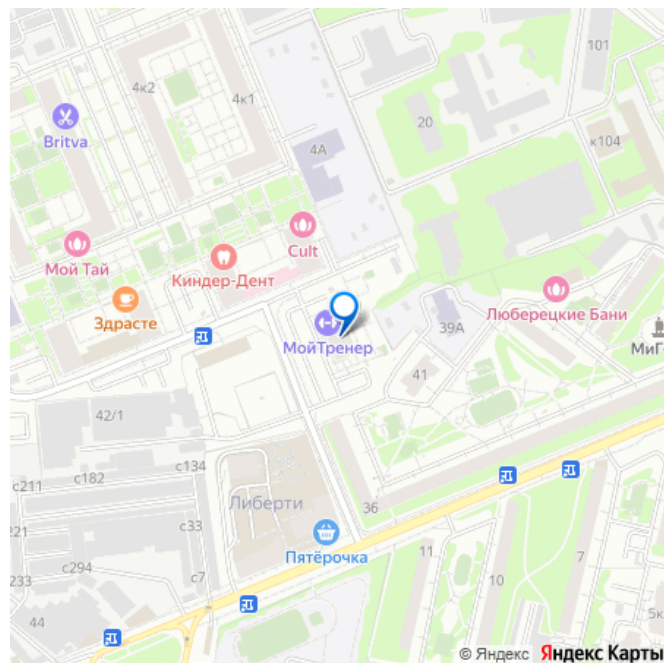 101
4к2
4к1
20
Britva
4А
к104
Cult
Мой Тай
Киндер-Дент
Здрасте
Люберецкие Бани
МойТренер
39А
МиГ
41
42/1
с134
с182
с211
Либерти
36
221
с33
Пятёрочка
11
7
с294
10
233
с7
5к
44
© Яндекс Яндекс Карты